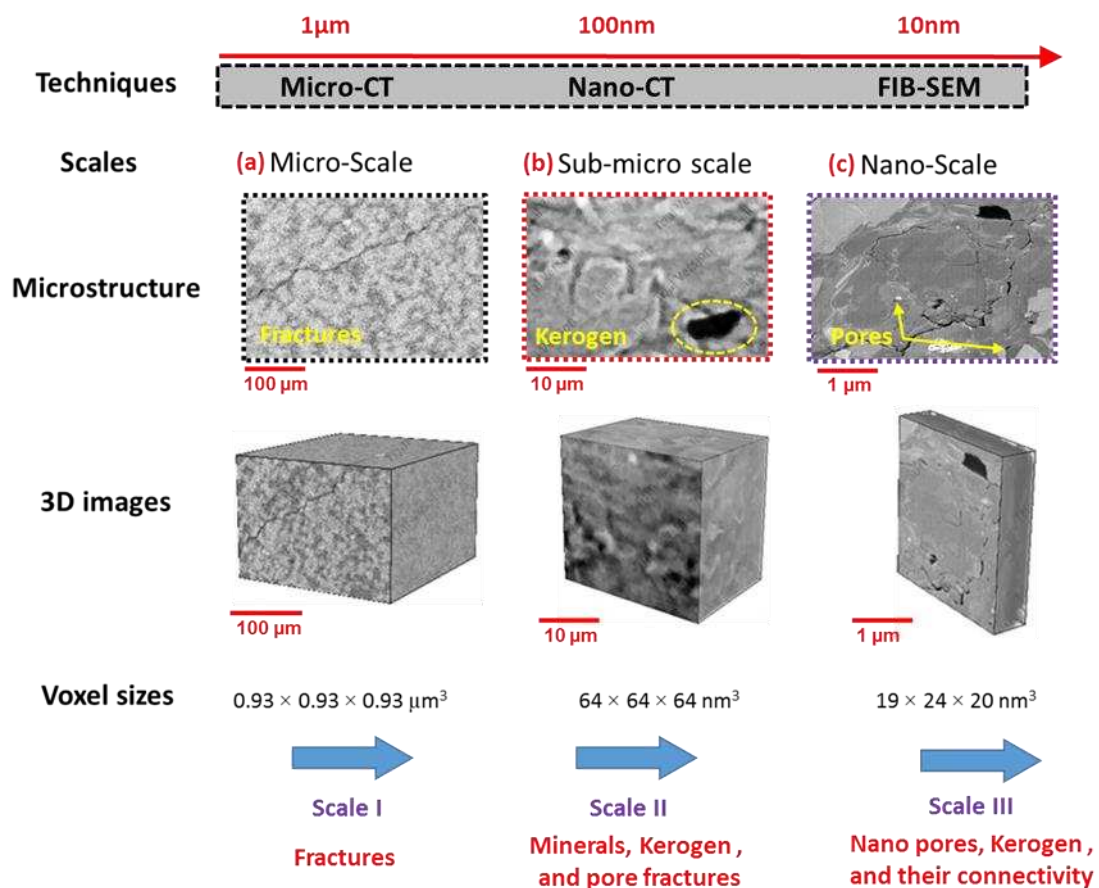 1µm 100nm 10nm
Techniques Micro-CT Nano-CT FIB-SEM
Scales (a) Micro-Scale (b) Sub-micro scale (c) Nano-Scale
Microstructure Fractures Kerogen Pores
100 µm 10 µm 1 µm
3D images
100 µm 10 µm 1 µm
Voxel sizes 0.93 × 0.93 × 0.93 µm³ 64 × 64 × 64 nm³ 19 × 24 × 20 nm³
Scale I Scale II Scale III
Fractures Minerals, Kerogen , Nano pores, Kerogen ,
and pore fractures and their connectivity